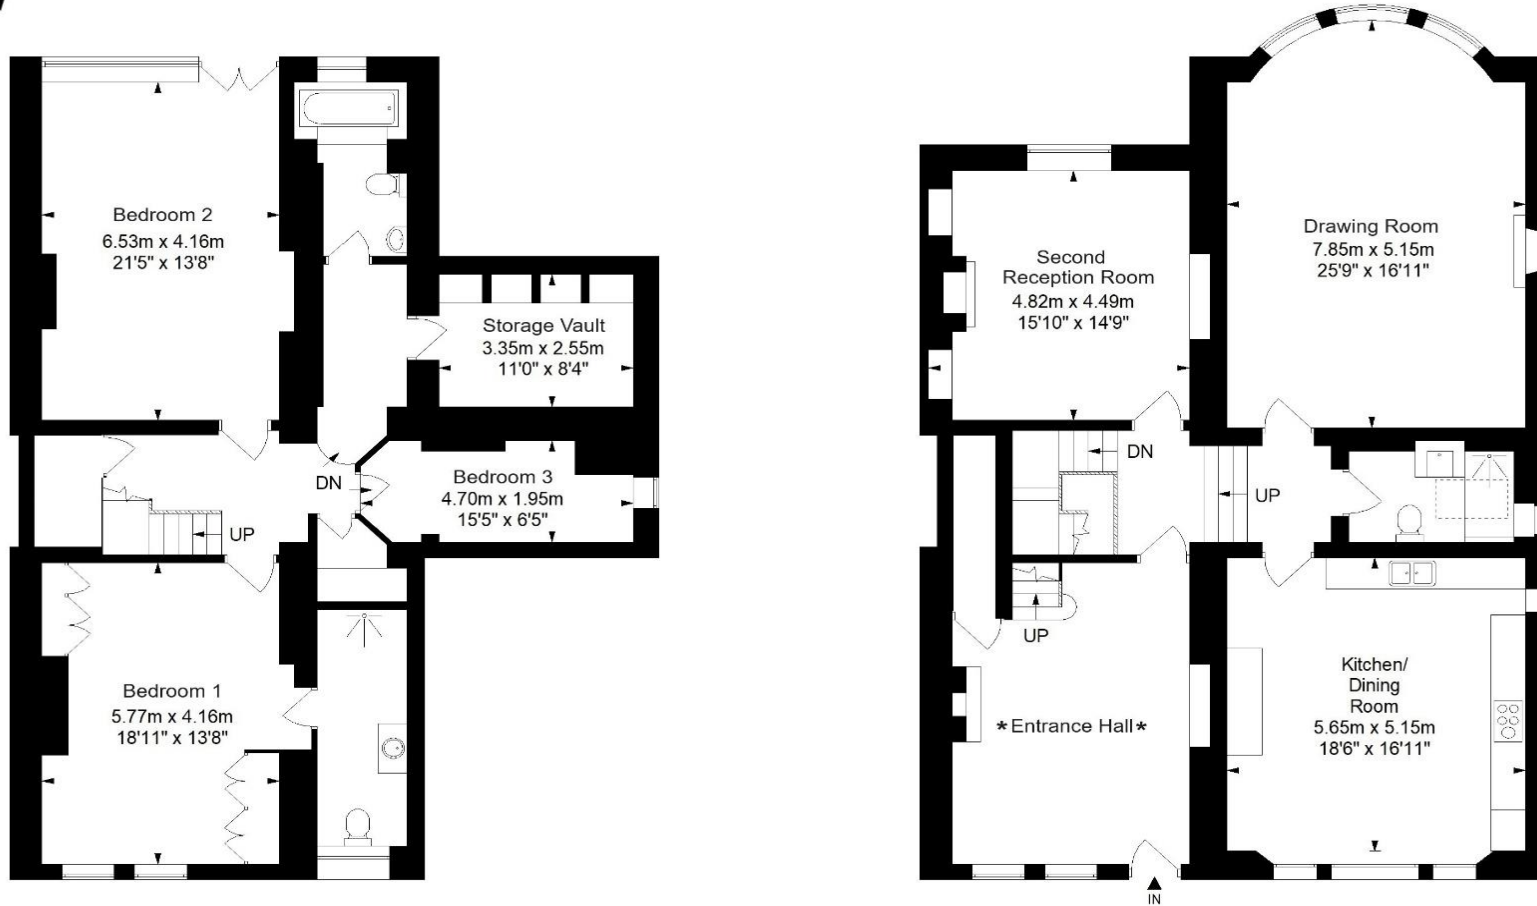 Bedroom 2
6.53m x 4.16m
21'5" x 13'8"
Storage Vault
3.35m x 2.55m
11'0" x 8'4"
DN
Bedroom 3
4.70m x 1.95m
15'5" x 6'5"
UP
Bedroom 1
5.77m x 4.16m
18'11" x 13'8"
Drawing Room
7.85m x 5.15m
25'9" x 16'11"
Second
Reception Room
4.82m x 4.49m
15'10" x 14'9"
DN
UP
UP
*Entrance Hall*
Kitchen/
Dining
Room
5.65m x 5.15m
18'6" x 16'11"
IN